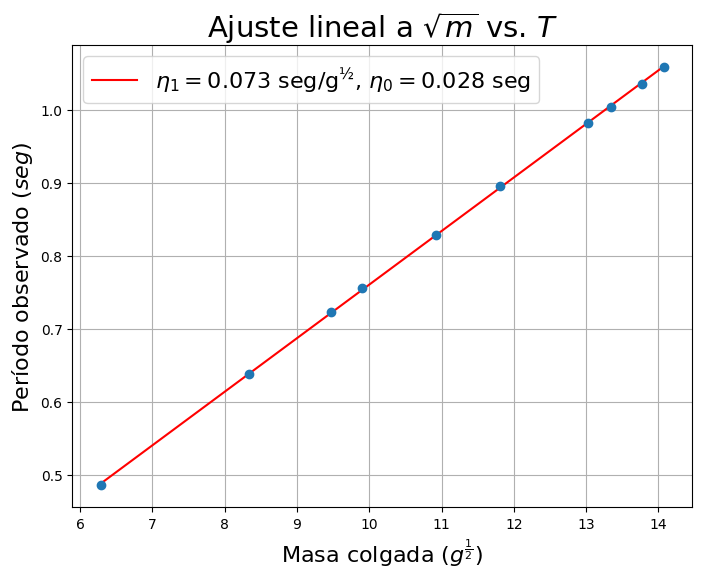 Ajuste lineal a √m vs. T
η₁ = 0.073 seg/g^½, η₀ = 0.028 seg
Período observado (seg)
1.0
0.9
0.8
0.7
0.6
0.5
6 7 8 9 10 11 12 13 14
Masa colgada (g^½)